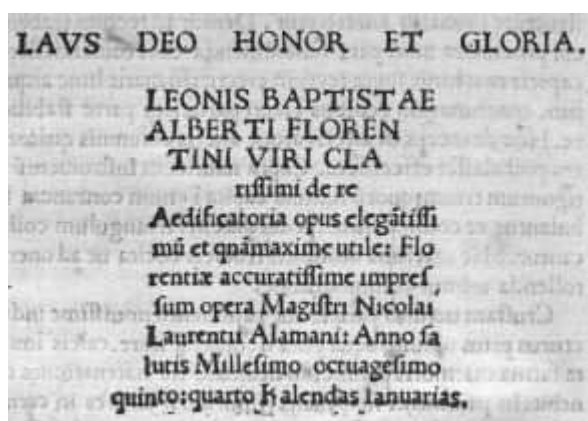 LAVS DEO HONOR ET GLORIA.
LEONIS BAPTISTAE
ALBERTI FLOREN
TINI VIRI CLA
rissimi de re
Aedificatoria opus elegãtissi
mũ et quãmaxime utile: Flo
rentiæ accuratissime impres
sum opera Magistri Nicolai
Laurentii Alamani: Anno sa
lutis Millesimo octuagesimo
quinto: quarto Kalendas Ianuarias.